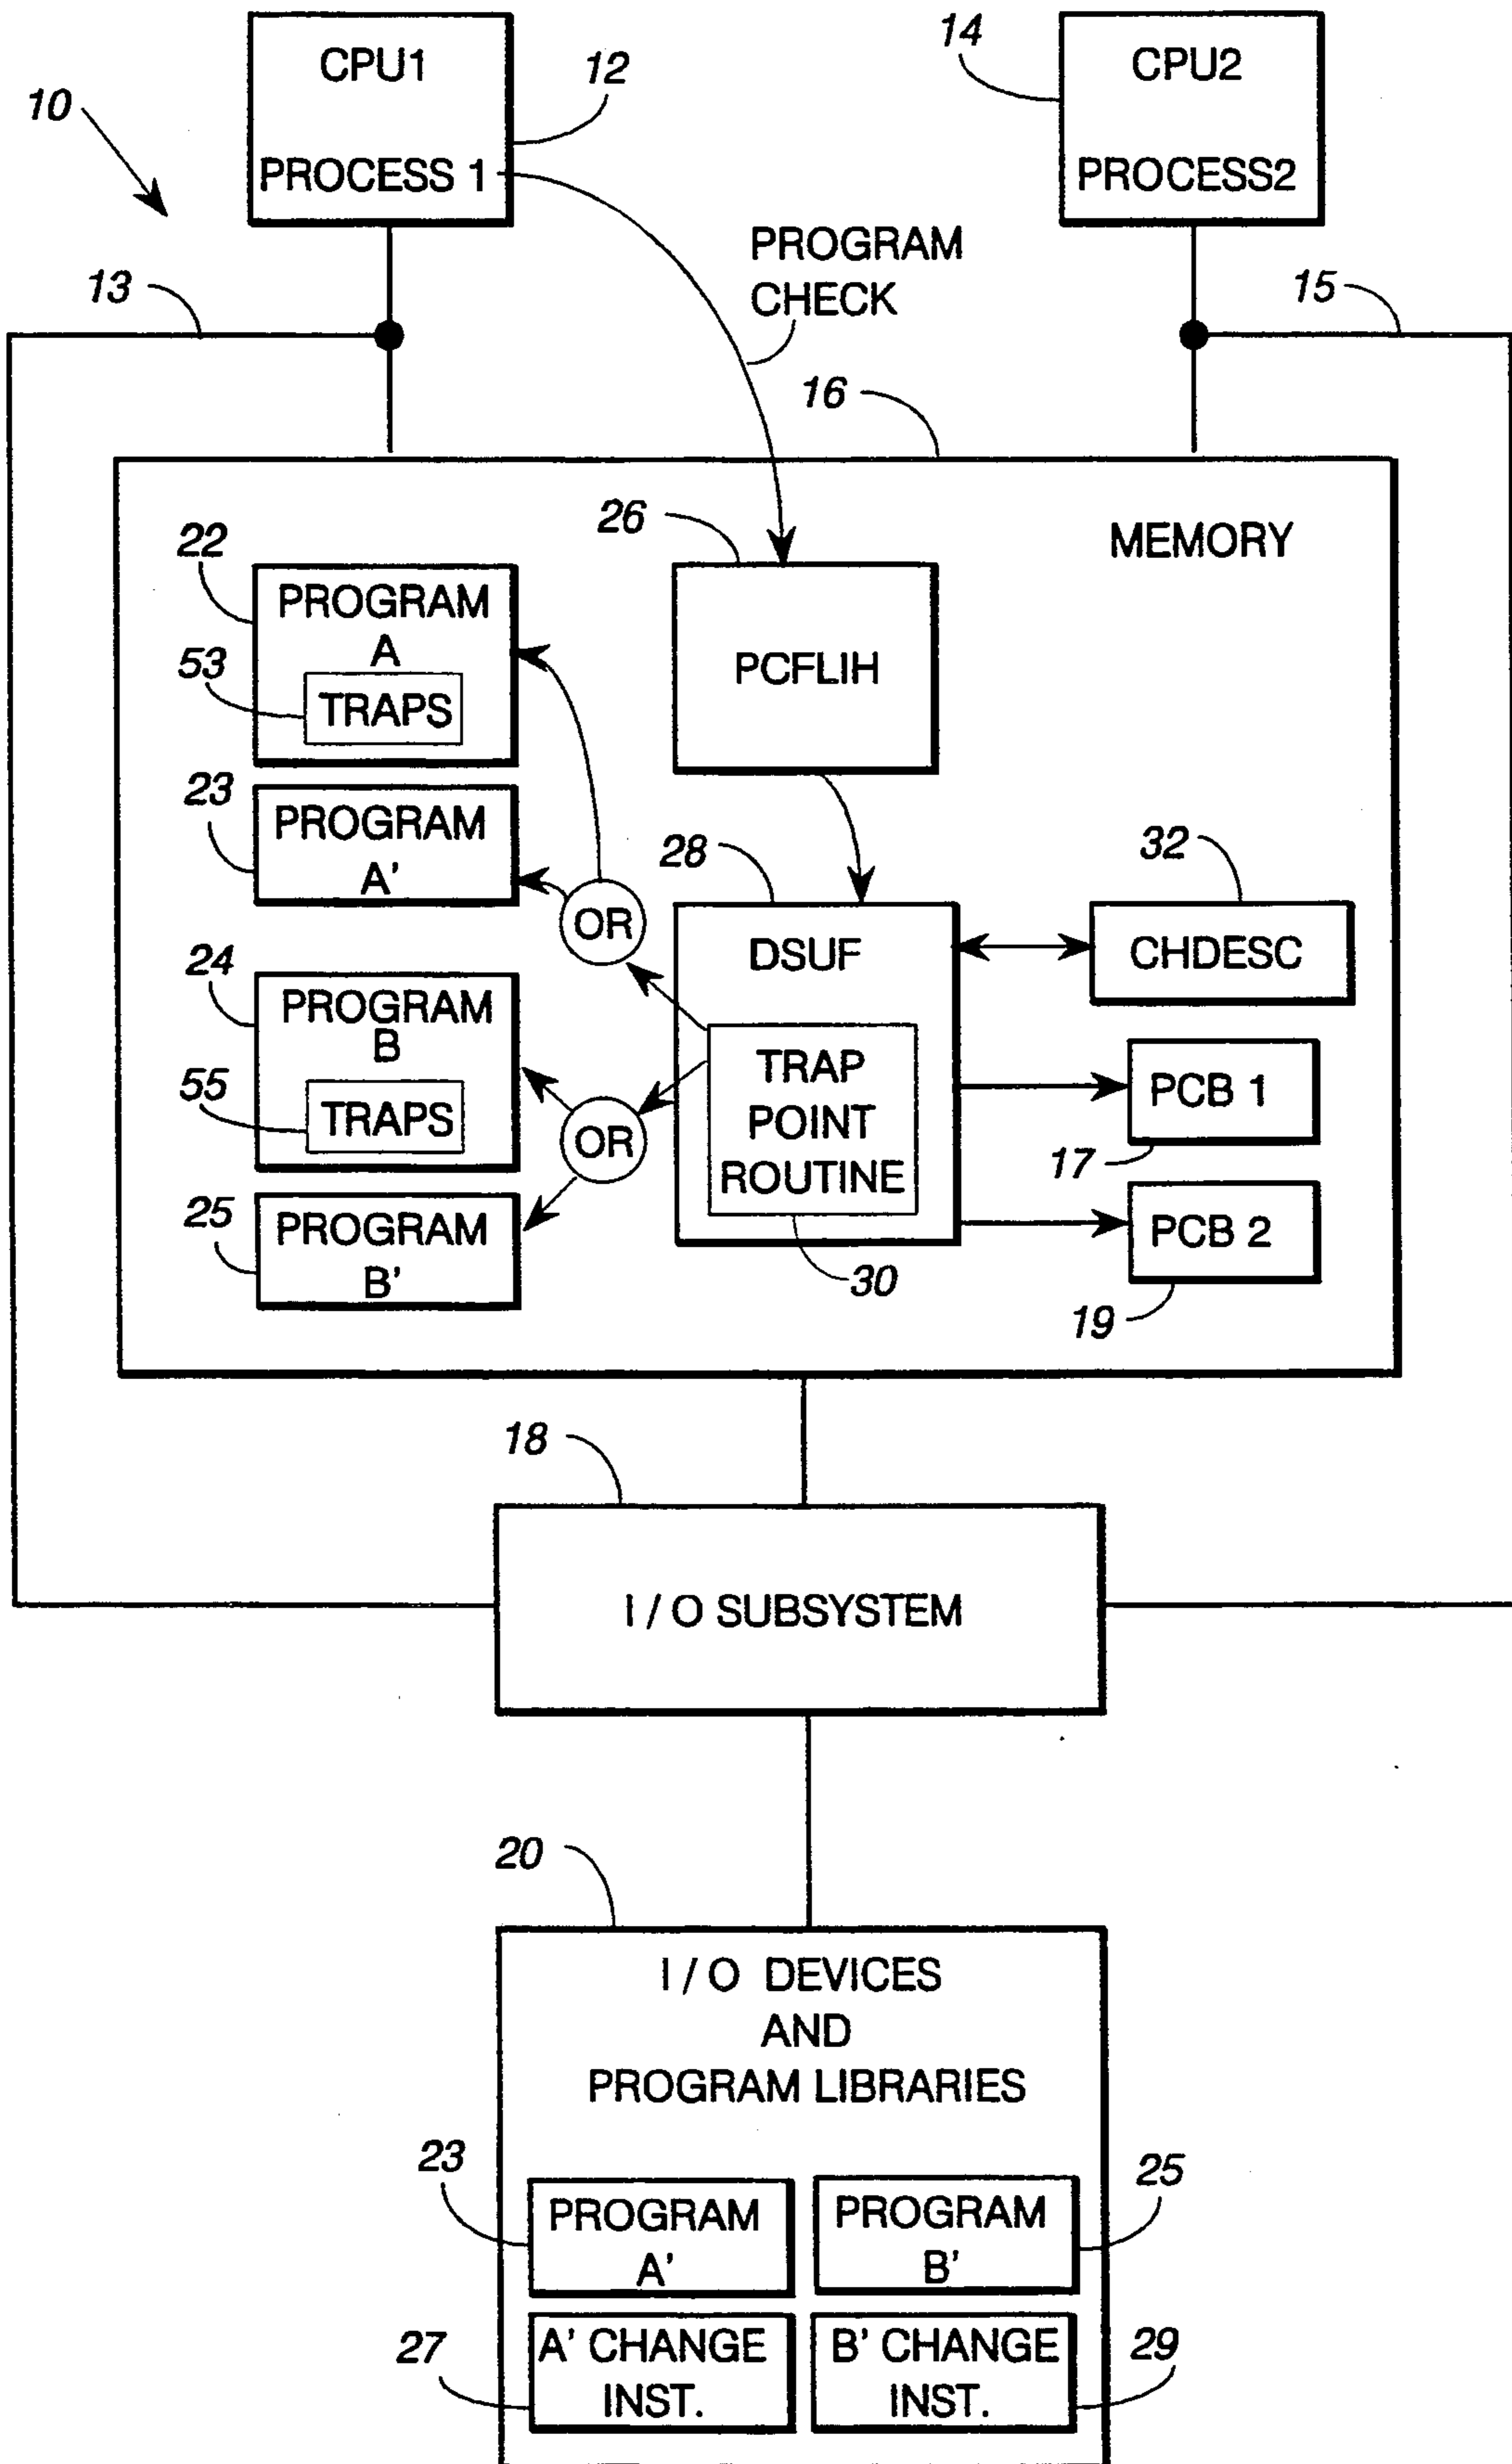 CPU1
12
PROCESS 1
14
CPU2
PROCESS2
10
PROGRAM
CHECK
13
15
16
MEMORY
22
PROGRAM
A
53
TRAPS
26
PCFLIH
23
PROGRAM
A'
OR
28
DSUF
32
CHDESC
24
PROGRAM
B
55
TRAPS
OR
TRAP
POINT
ROUTINE
30
PCB 1
17
25
PROGRAM
B'
PCB 2
19
18
I / O SUBSYSTEM
20
I / O DEVICES
AND
PROGRAM LIBRARIES
23
PROGRAM
A'
PROGRAM
B'
25
27
A' CHANGE
INST.
B' CHANGE
INST.
29